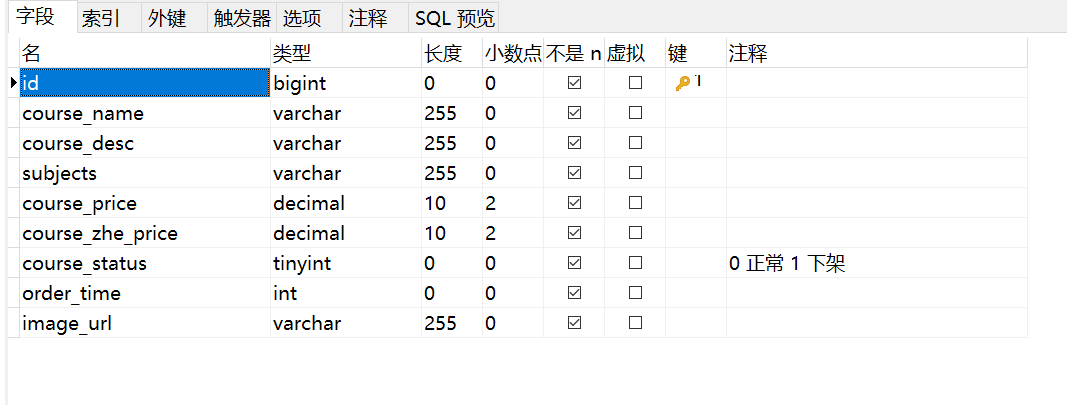 字段 索引 外键 触发器 选项 注释 SQL 预览
名 类型 长度 小数点 不是 n 虚拟 键 注释
id bigint 0 0 1
course_name varchar 255 0
course_desc varchar 255 0
subjects varchar 255 0
course_price decimal 10 2
course_zhe_price decimal 10 2
course_status tinyint 0 0 0 正常 1 下架
order_time int 0 0
image_url varchar 255 0